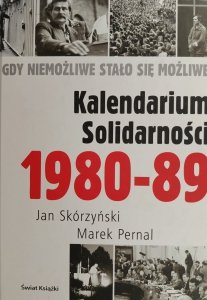 GDY NIEMOŻLIWE STAŁO SIĘ MOŻLIWE
Kalendarium
Solidarności
1980-89
Jan Skórzyński
Marek Pernal
Świat Książki